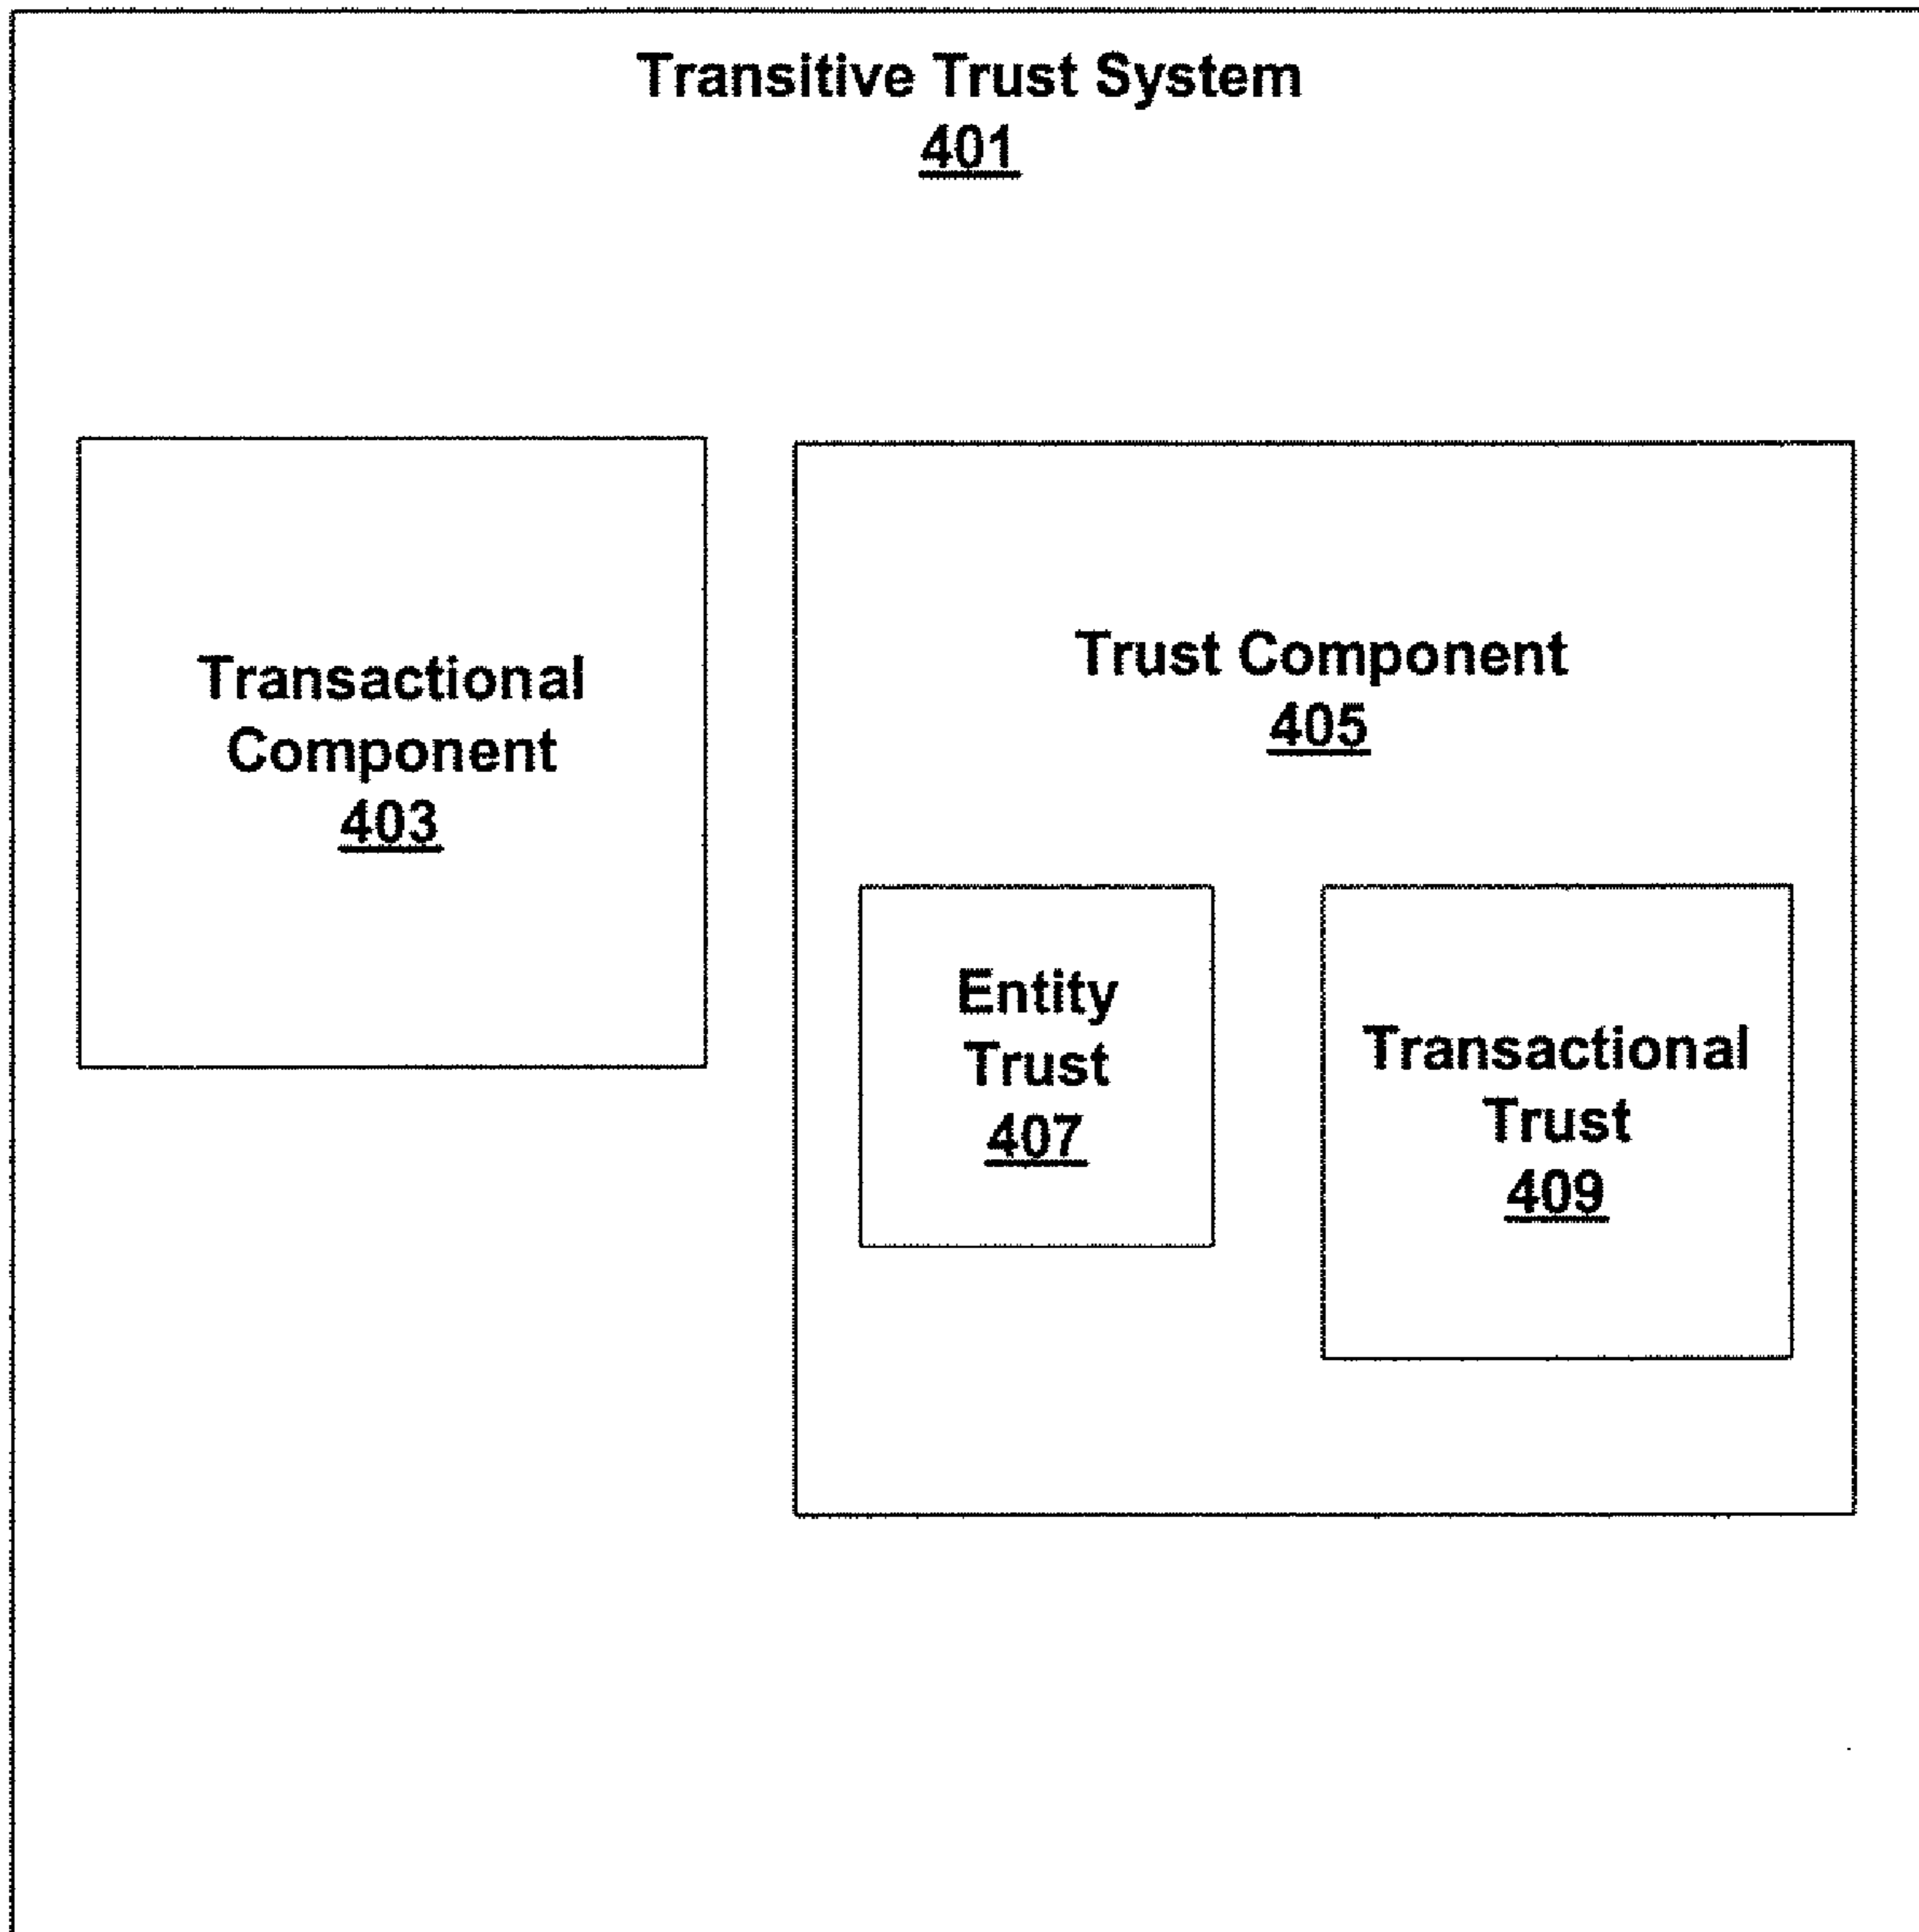 Transitive Trust System
401
Transactional
Component
403
Trust Component
405
Entity
Trust
407
Transactional
Trust
409